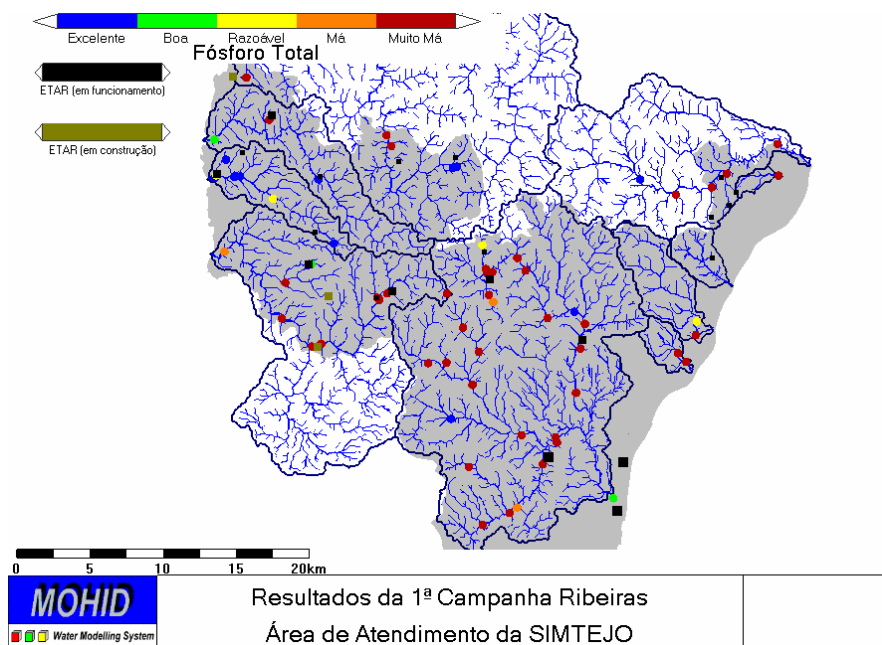 Excelente Boa Razoável Má Muito Má
Fósforo Total
ETAR (em funcionamento)
ETAR (em construção)
0 5 10 15 20km
MOHID
Water Modelling System
Resultados da 1ª Campanha Ribeiras
Área de Atendimento da SIMTEJO